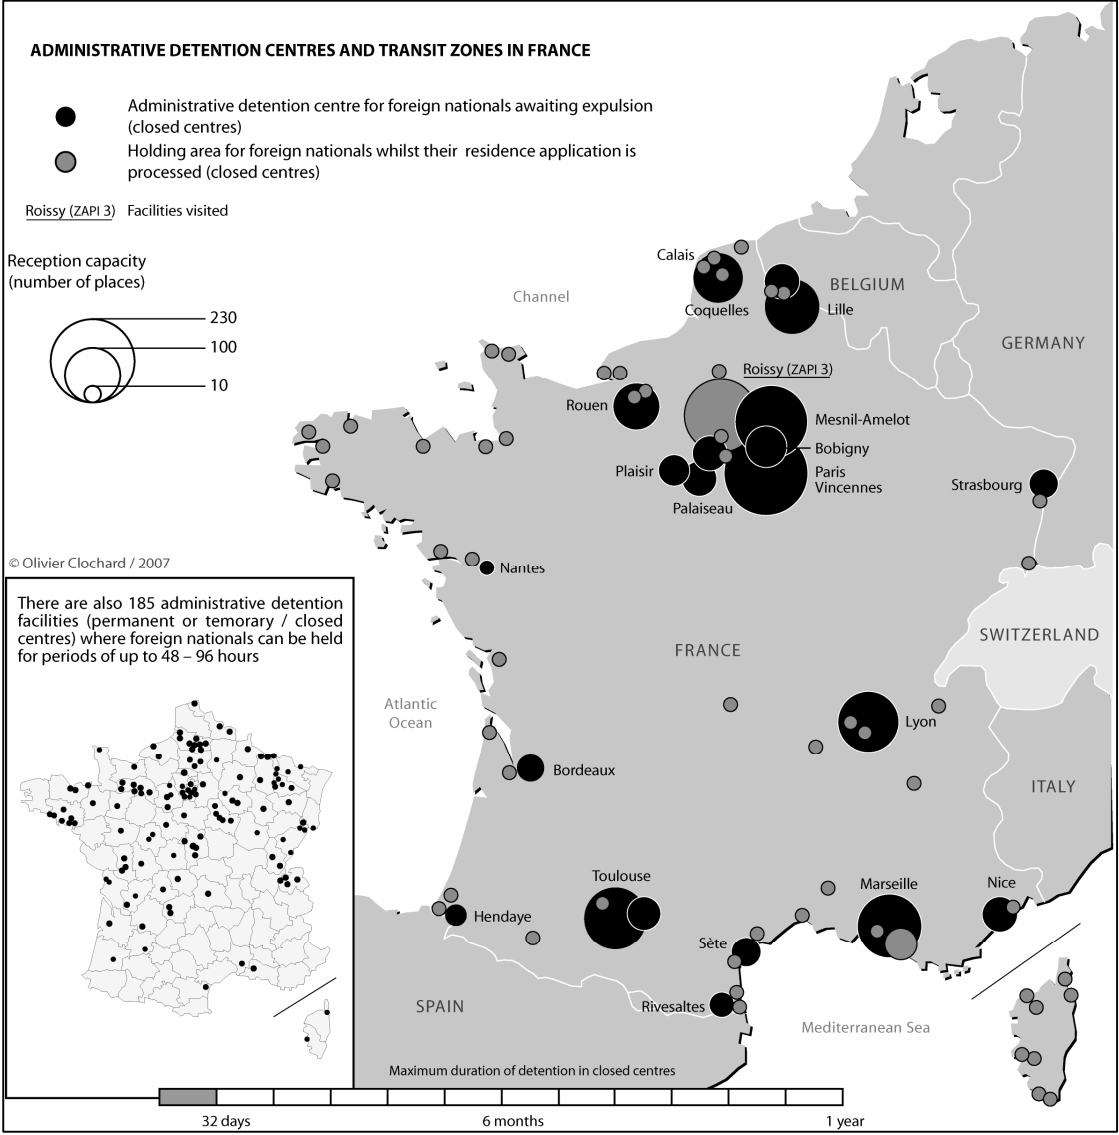 ADMINISTRATIVE DETENTION CENTRES AND TRANSIT ZONES IN FRANCE
Administrative detention centre for foreign nationals awaiting expulsion
(closed centres)
Holding area for foreign nationals whilst their residence application is
processed (closed centres)
Roissy (ZAPI 3) Facilities visited
Reception capacity
(number of places)
230
100
10
Channel
Calais
Coquelles
Lille
BELGIUM
GERMANY
Roissy (ZAPI 3)
Rouen
Mesnil-Amelot
Bobigny
Plaisir
Paris
Vincennes
Palaiseau
Strasbourg
Nantes
© Olivier Clochard / 2007
There are also 185 administrative detention
facilities (permanent or temorary / closed
centres) where foreign nationals can be held
for periods of up to 48 – 96 hours
SWITZERLAND
FRANCE
Atlantic
Ocean
Lyon
Bordeaux
ITALY
Toulouse
Marseille
Nice
Hendaye
Sète
Rivesaltes
SPAIN
Mediterranean Sea
Maximum duration of detention in closed centres
32 days
6 months
1 year